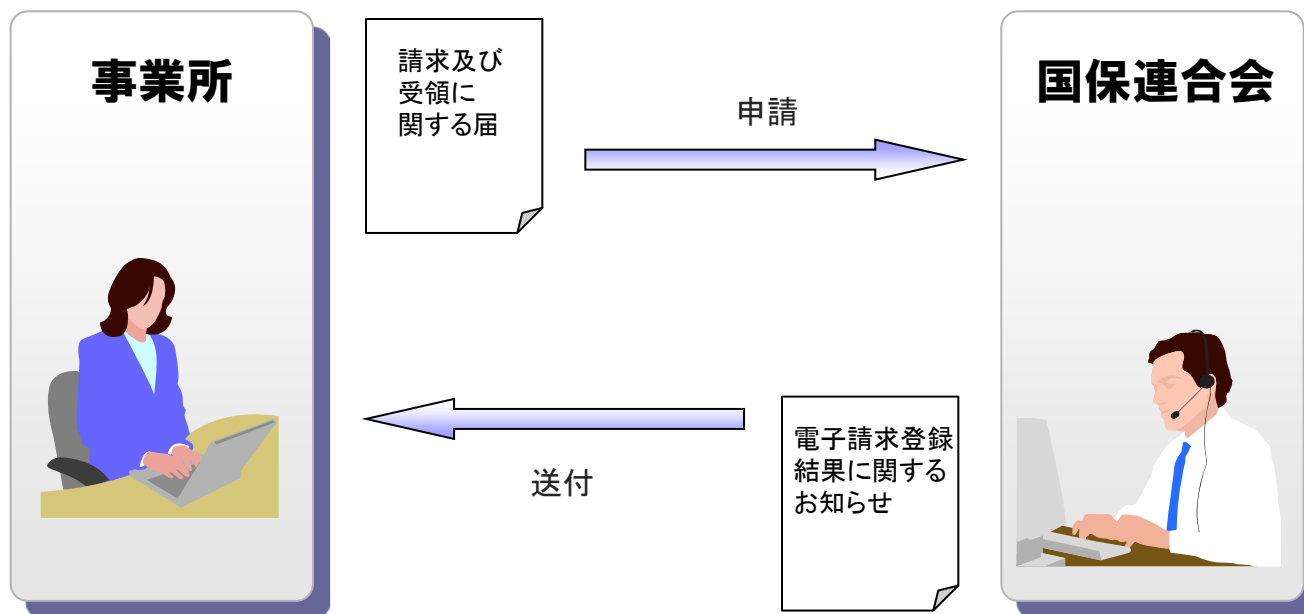 事業所
請求及び
受領に
関する届
申請
国保連合会
送付
電子請求登録
結果に関する
お知らせ